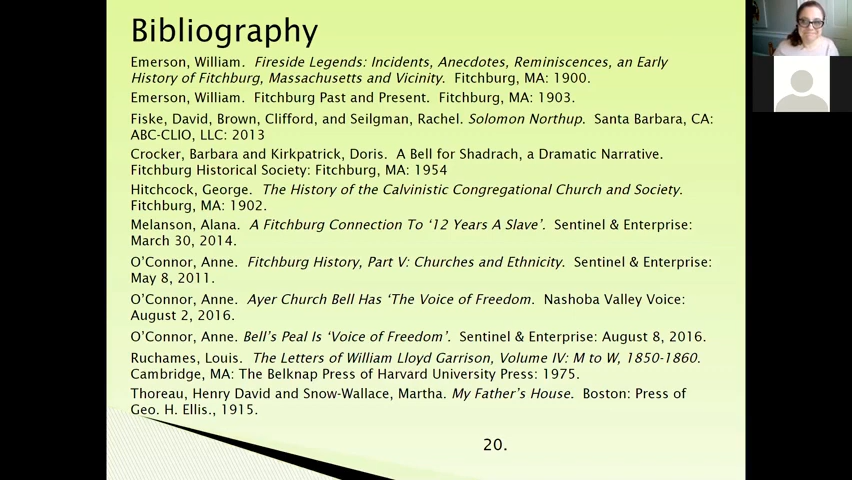 Bibliography
Emerson, William. Fireside Legends: Incidents, Anecdotes, Reminiscences, an Early
History of Fitchburg, Massachusetts and Vicinity. Fitchburg, MA: 1900.
Emerson, William. Fitchburg Past and Present. Fitchburg, MA: 1903.
Fiske, David, Brown, Clifford, and Seilgman, Rachel. Solomon Northup. Santa Barbara, CA:
ABC-CLIO, LLC: 2013
Crocker, Barbara and Kirkpatrick, Doris. A Bell for Shadrach, a Dramatic Narrative.
Fitchburg Historical Society: Fitchburg, MA: 1954
Hitchcock, George. The History of the Calvinistic Congregational Church and Society.
Fitchburg, MA: 1902.
Melanson, Alana. A Fitchburg Connection To ‘12 Years A Slave’. Sentinel & Enterprise:
March 30, 2014.
O’Connor, Anne. Fitchburg History, Part V: Churches and Ethnicity. Sentinel & Enterprise:
May 8, 2011.
O’Connor, Anne. Ayer Church Bell Has ‘The Voice of Freedom. Nashoba Valley Voice:
August 2, 2016.
O’Connor, Anne. Bell’s Peal Is ‘Voice of Freedom’. Sentinel & Enterprise: August 8, 2016.
Ruchames, Louis. The Letters of William Lloyd Garrison, Volume IV: M to W, 1850-1860.
Cambridge, MA: The Belknap Press of Harvard University Press: 1975.
Thoreau, Henry David and Snow-Wallace, Martha. My Father’s House. Boston: Press of
Geo. H. Ellis., 1915.
20.